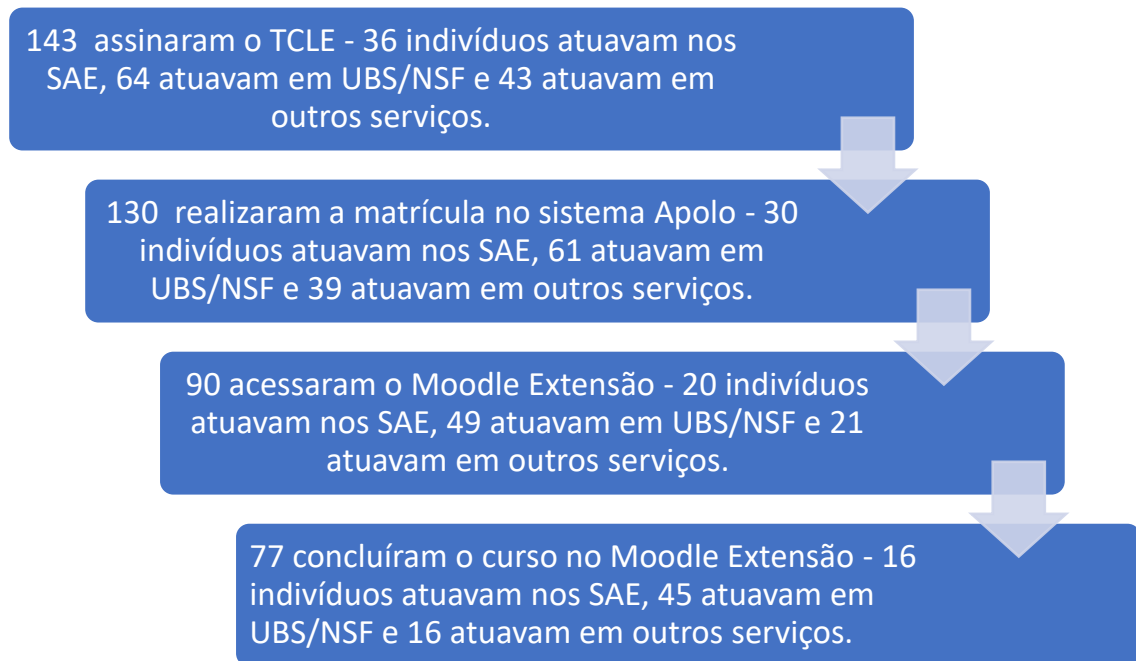 143 assinaram o TCLE - 36 indivíduos atuavam nos
SAE, 64 atuavam em UBS/NSF e 43 atuavam em
outros serviços.
130 realizaram a matrícula no sistema Apolo - 30
indivíduos atuavam nos SAE, 61 atuavam em
UBS/NSF e 39 atuavam em outros serviços.
90 acessaram o Moodle Extensão - 20 indivíduos
atuavam nos SAE, 49 atuavam em UBS/NSF e 21
atuavam em outros serviços.
77 concluíram o curso no Moodle Extensão - 16
indivíduos atuavam nos SAE, 45 atuavam em
UBS/NSF e 16 atuavam em outros serviços.